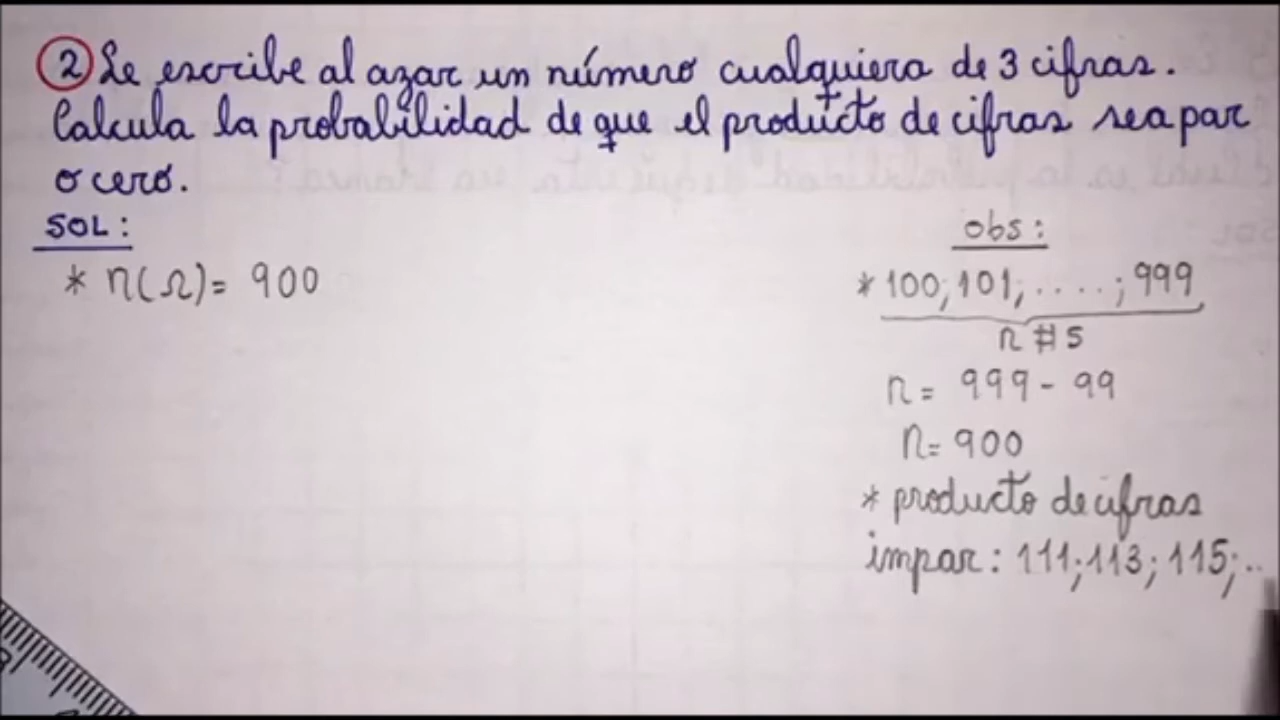 2 Se escribe al azar un número cualquiera de 3 cifras.
Calcula la probabilidad de que el producto de cifras sea par
o cero.
SOL:
* n(Ω)= 900
obs:
* 100; 101; ....; 999
n #s
n = 999 - 99
n = 900
* producto de cifras
impar: 111; 113; 115; ..